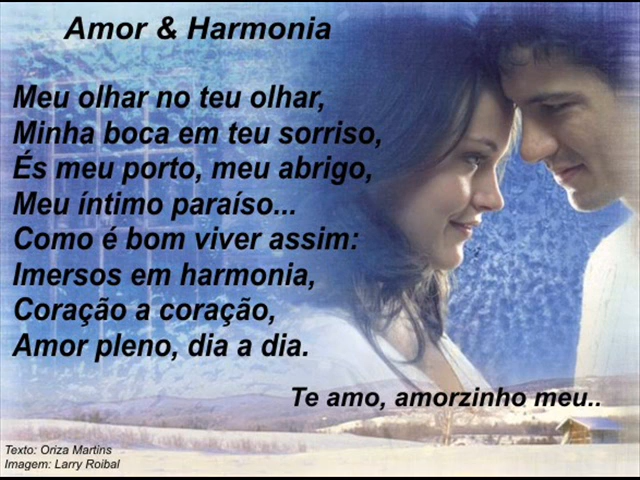 Amor & Harmonia
Meu olhar no teu olhar,
Minha boca em teu sorriso,
És meu porto, meu abrigo,
Meu íntimo paraíso...
Como é bom viver assim:
Imersos em harmonia,
Coração a coração,
Amor pleno, dia a dia.
Te amo, amorzinho meu..
Texto: Oriza Martins
Imagem: Larry Roibal